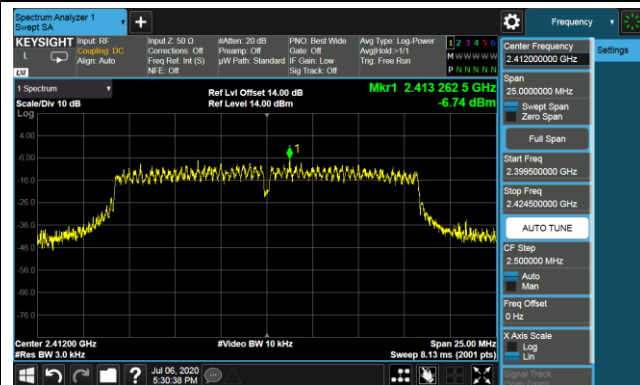 Spectrum Analyzer 1
Swept SA
Frequency
KEYSIGHT
L
LXI
Input: RF
Coupling: DC
Align: Auto
Input Z: 50 Ω
Corrections: Off
Freq Ref: Int (S)
NFE: Off
#Atten: 20 dB
Preamp: Off
µW Path: Standard
PNO: Best Wide
Gate: Off
IF Gain: Low
Sig Track: Off
Avg Type: Log-Power
Avg|Hold:>1/1
Trig: Free Run
1 2 3 4 5 6
M W W W W W
P N N N N N
Center Frequency
2.412000000 GHz
Settings
Span
25.0000000 MHz
Swept Span
Zero Span
Full Span
Start Freq
2.399500000 GHz
Stop Freq
2.424500000 GHz
AUTO TUNE
CF Step
2.500000 MHz
Auto
Man
Freq Offset
0 Hz
X Axis Scale
Log
Lin
Signal Track
1 Spectrum
Scale/Div 10 dB
Log
Ref Lvl Offset 14.00 dB
Ref Level 14.00 dBm
Mkr1 2.413 262 5 GHz
-6.74 dBm
1
4.00
-6.00
-16.0
-26.0
-36.0
-46.0
-56.0
-66.0
-76.0
Center 2.41200 GHz
#Res BW 3.0 kHz
#Video BW 10 kHz
Span 25.00 MHz
Sweep 8.13 ms (2001 pts)
Jul 06, 2020
5:30:38 PM